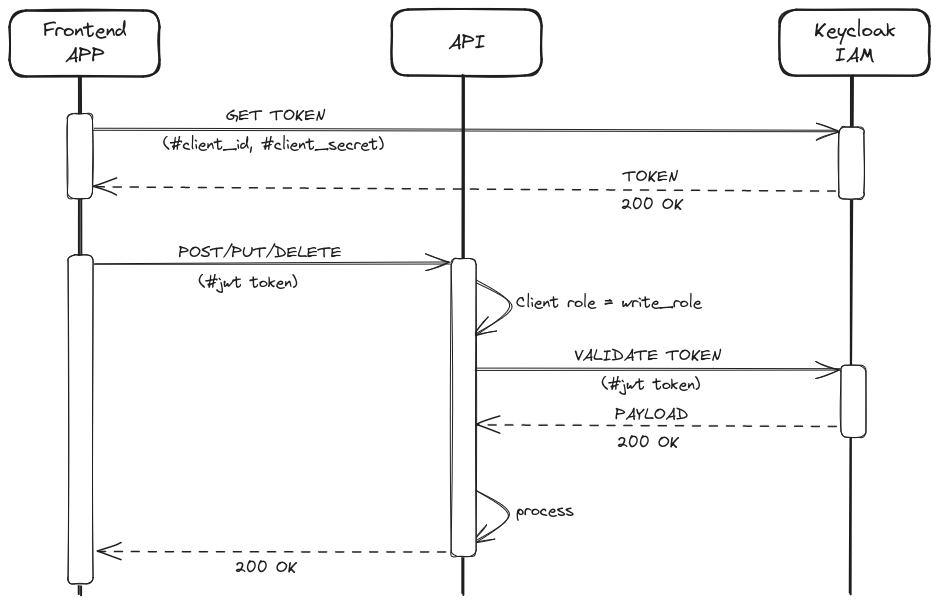 Frontend
APP
API
Keycloak
IAM
GET TOKEN
(#client_id, #client_secret)
TOKEN
200 OK
POST/PUT/DELETE
(#jwt token)
Client role = write_role
VALIDATE TOKEN
(#jwt token)
PAYLOAD
200 OK
process
200 OK